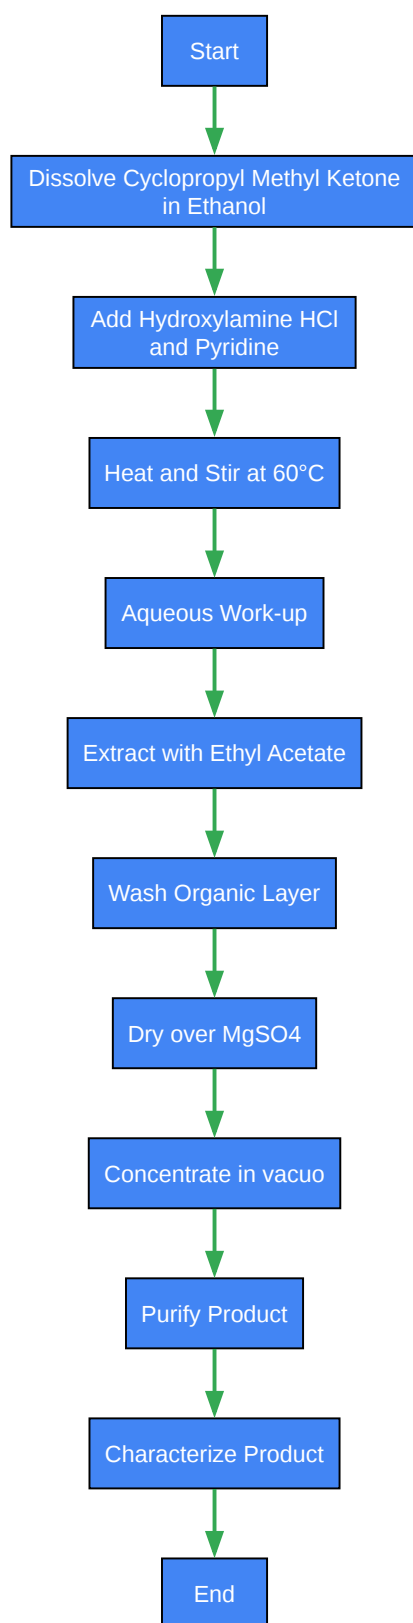 Start
Dissolve Cyclopropyl Methyl Ketone
in Ethanol
Add Hydroxylamine HCl
and Pyridine
Heat and Stir at 60°C
Aqueous Work-up
Extract with Ethyl Acetate
Wash Organic Layer
Dry over MgSO4
Concentrate in vacuo
Purify Product
Characterize Product
End